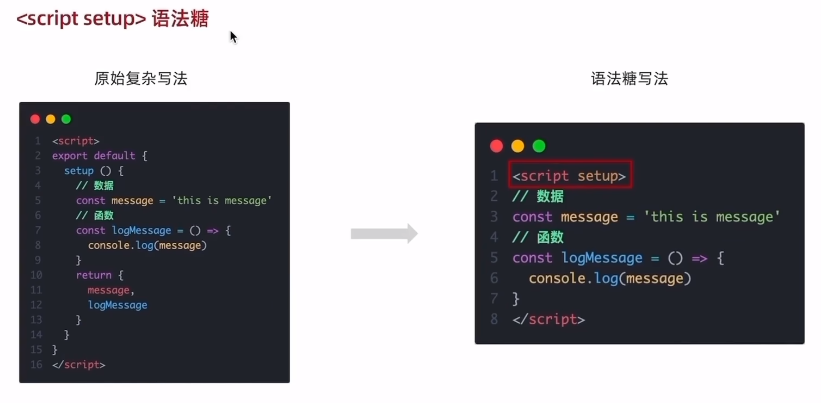 <script setup> 语法糖
原始复杂写法
1 <script>
2 export default {
3 setup () {
4 // 数据
5 const message = 'this is message'
6 // 函数
7 const logMessage = () => {
8 console.log(message)
9 }
10 return {
11 message,
12 logMessage
13 }
14 }
15 }
16 </script>
语法糖写法
1 <script setup>
2 // 数据
3 const message = 'this is message'
4 // 函数
5 const logMessage = () => {
6 console.log(message)
7 }
8 </script>